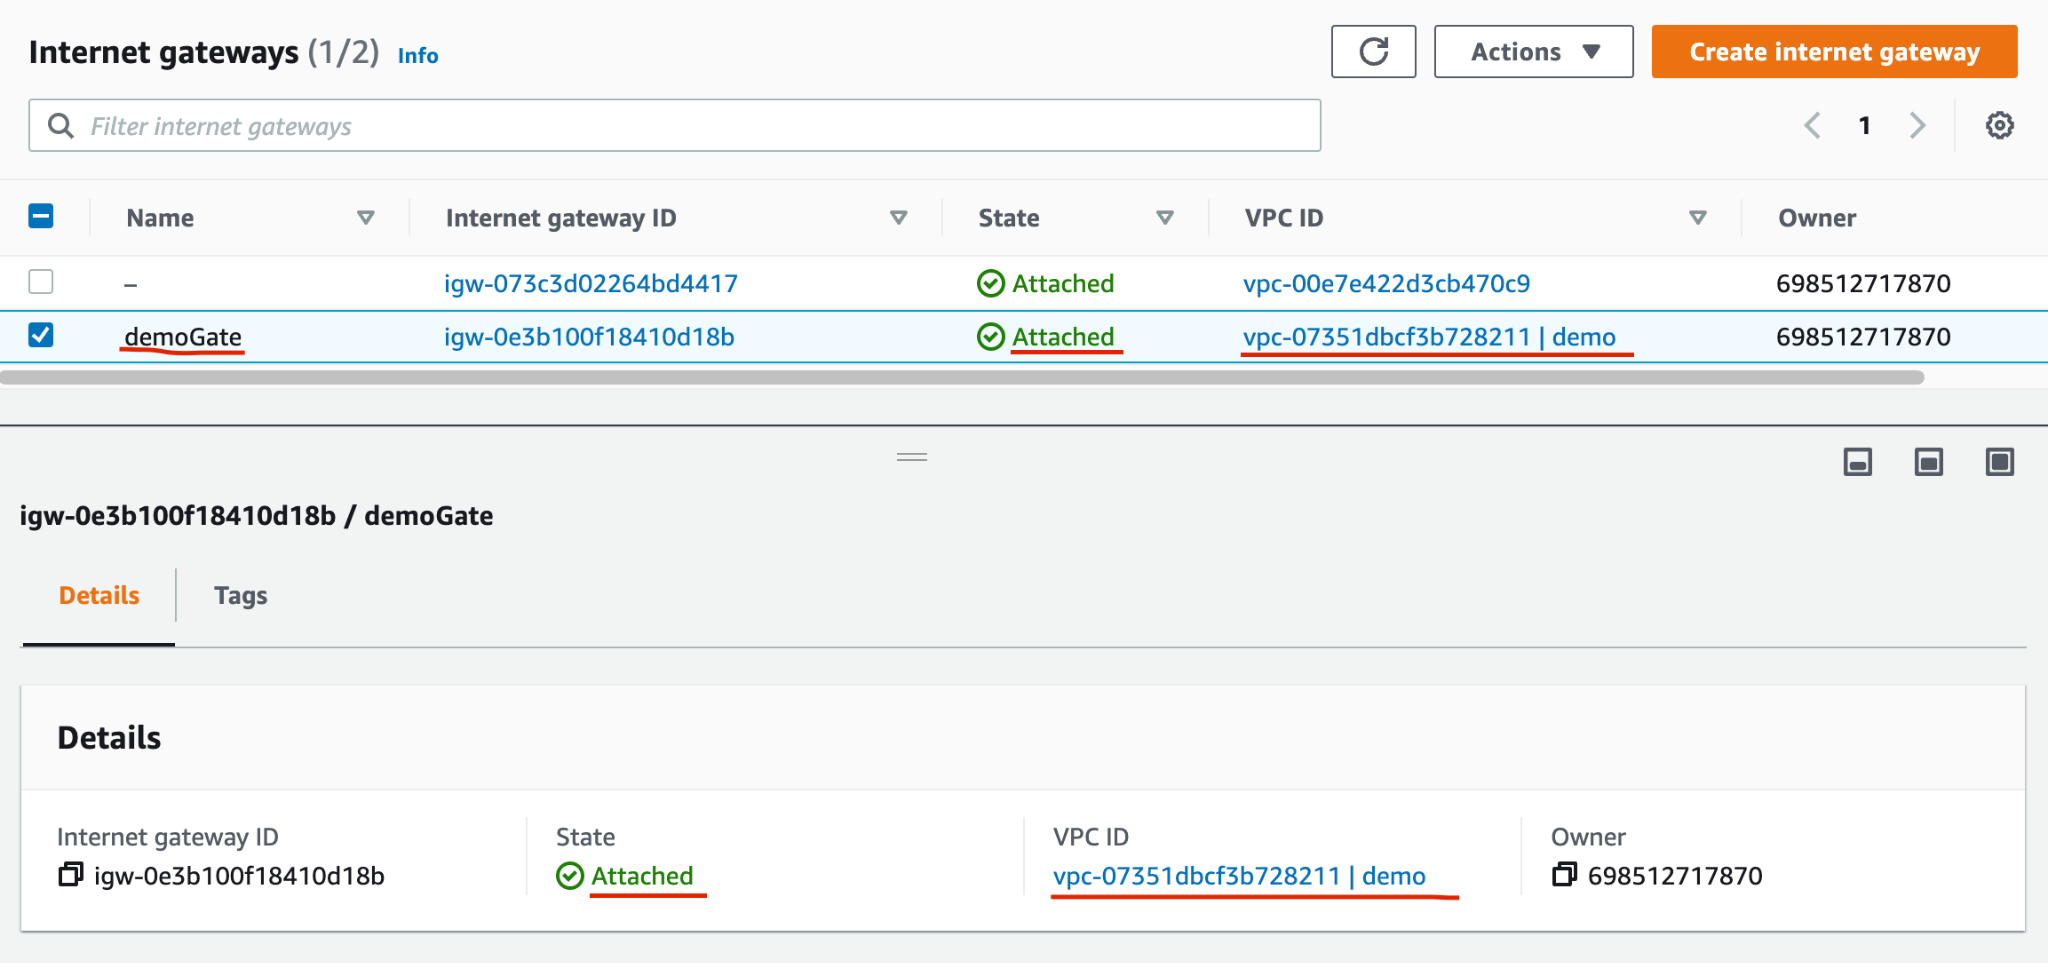 Internet gateways (1/2) Info
Actions
Create internet gateway
Filter internet gateways
1
Name Internet gateway ID State VPC ID Owner
– igw-073c3d02264bd4417 Attached vpc-00e7e422d3cb470c9 698512717870
demoGate igw-0e3b100f18410d18b Attached vpc-07351dbcf3b728211 | demo 698512717870
igw-0e3b100f18410d18b / demoGate
Details Tags
Details
Internet gateway ID State VPC ID Owner
igw-0e3b100f18410d18b Attached vpc-07351dbcf3b728211 | demo 698512717870